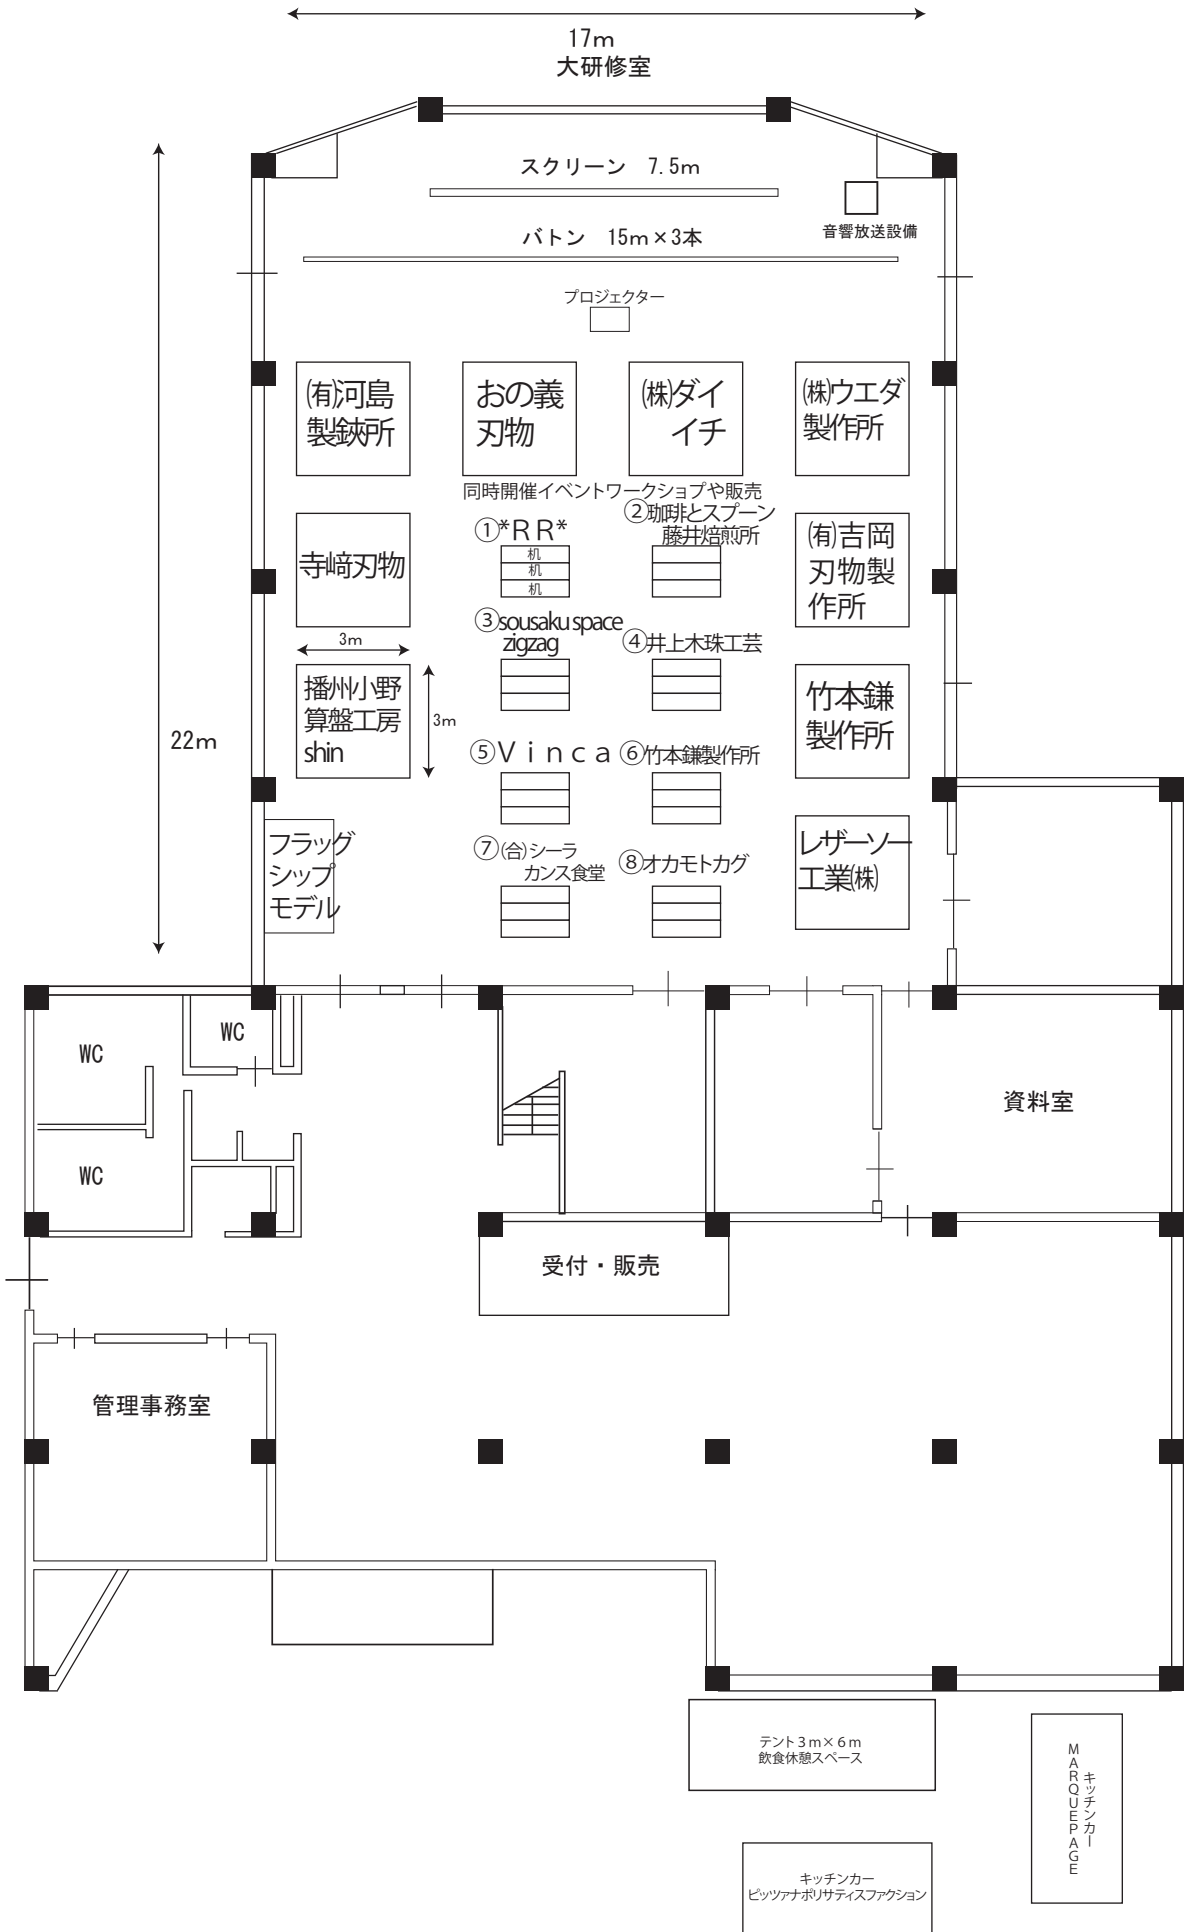 17m
大研修室
スクリーン 7.5m
音響放送設備
バトン 15m×3本
プロジェクター
㈲河島
製鋏所
おの義
刃物
㈱ダイ
イチ
㈱ウエダ
製作所
同時開催イベントワークショプや販売
①*RR*
机
机
机
②珈琲とスプーン
藤井焙煎所
寺﨑刃物
㈲吉岡
刃物製
作所
③sousaku space
zigzag
④井上木珠工芸
3m
播州小野
算盤工房
shin
3m
竹本鎌
製作所
22m
⑤Vinca
⑥竹本鎌製作所
フラッグ
シップ
モデル
⑦(合)シーラ
カンス食堂
⑧オカモトカグ
レザーソー
工業㈱
WC
WC
WC
資料室
受付・販売
管理事務室
テント3m×6m
飲食休憩スペース
キッチンカー
MARQUEPAGE
キッチンカー
ピッツァナポリサティスファクション